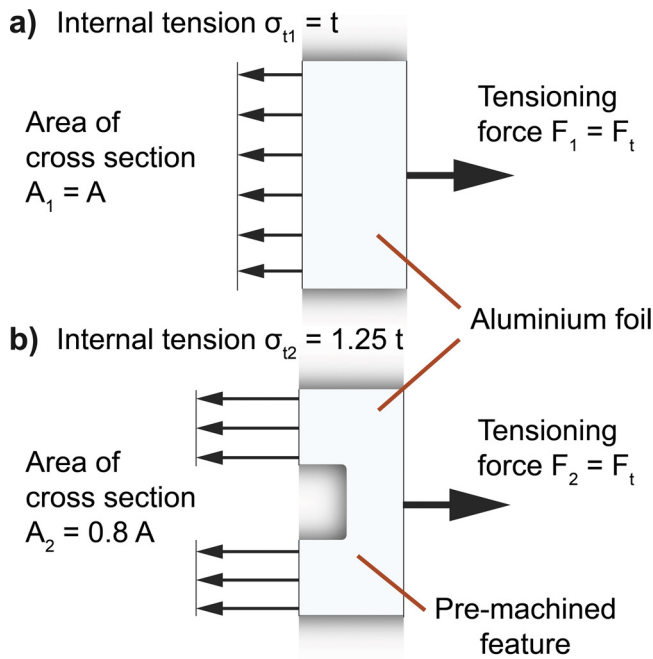 a) Internal tension σt1 = t
Area of
cross section
A1 = A
Tensioning
force F1 = Ft
Aluminium foil
b) Internal tension σt2 = 1.25 t
Area of
cross section
A2 = 0.8 A
Tensioning
force F2 = Ft
Pre-machined
feature